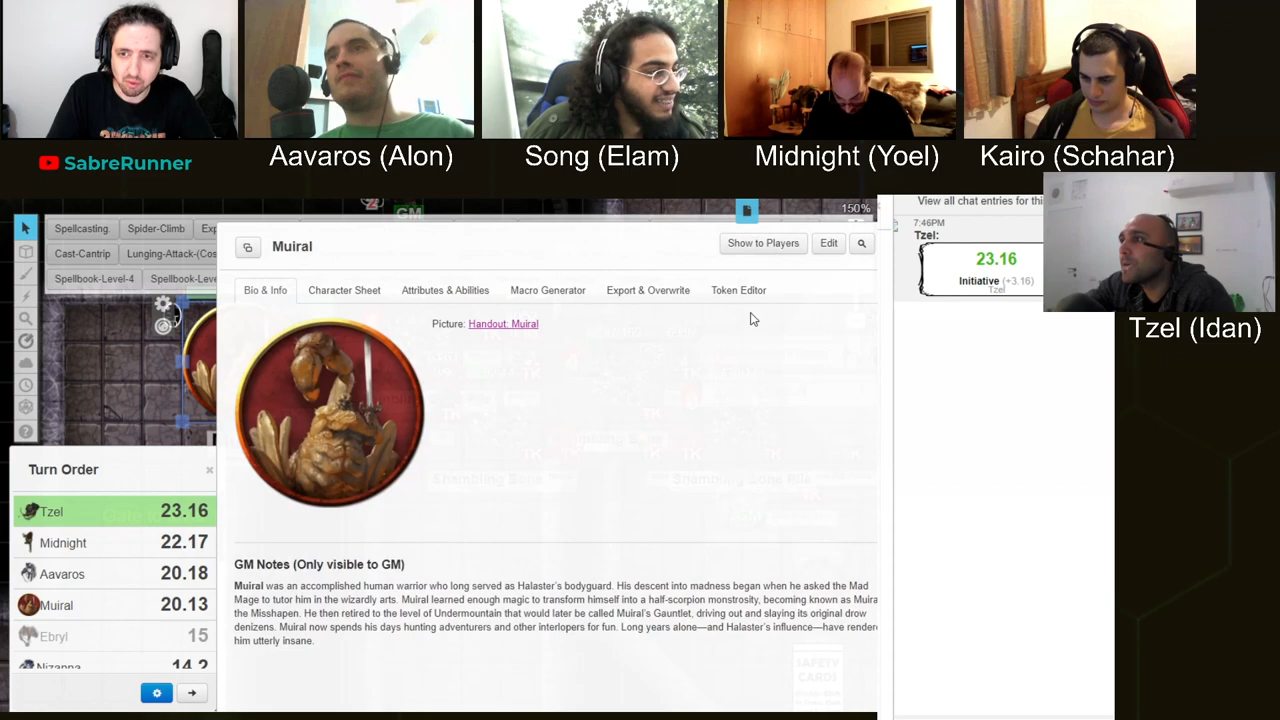 SabreRunner
Aavaros (Alon)
Song (Elam)
Midnight (Yoel)
Kairo (Schahar)
Tzel (Idan)
GM
150%
Spellcasting
Spider-Climb
Cast-Cantrip
Spellbook-Level-4
Muiral
Show to Players
Edit
Bio & Info
Character Sheet
Attributes & Abilities
Macro Generator
Export & Overwrite
Token Editor
Picture: Handout: Muiral
GM Notes (Only visible to GM)
Muiral was an accomplished human warrior who long served as Halaster's bodyguard. His descent into madness began when he asked the Mad
Mage to tutor him in the wizardly arts. Muiral learned enough magic to transform himself into a half-scorpion monstrosity, becoming known as Muira
the Misshapen. He then retired to the level of Undermountain that would later be called Muiral's Gauntlet, driving out and slaying its original drow
denizens. Muiral now spends his days hunting adventurers and other interlopers for fun. Long years alone—and Halaster's influence—have render
him utterly insane.
Turn Order
Tzel 23.16
Midnight 22.17
Aavaros 20.18
Muiral 20.13
Ebryl 15
Nizanna 14.2
View all chat entries for thi
7:46PM
Tzel:
23.16
Initiative (+3.16)
Tzel